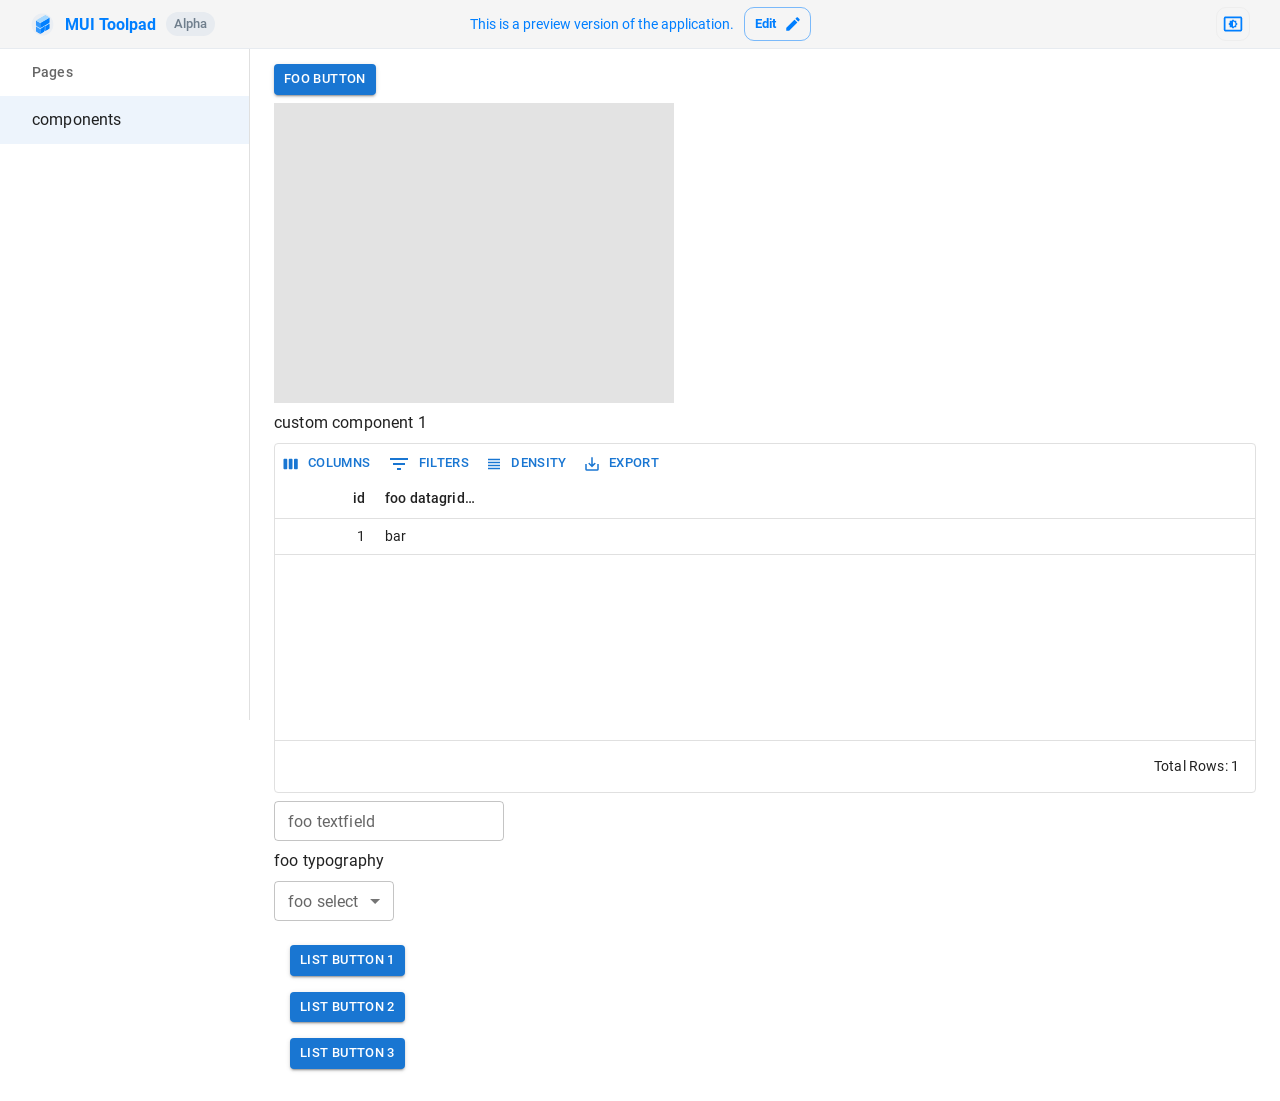 MUI Toolpad
Alpha
This is a preview version of the application.
Edit
Pages
components
FOO BUTTON
custom component 1
COLUMNS
FILTERS
DENSITY
EXPORT
id
foo datagrid...
1
bar
Total Rows: 1
foo textfield
foo typography
foo select
LIST BUTTON 1
LIST BUTTON 2
LIST BUTTON 3